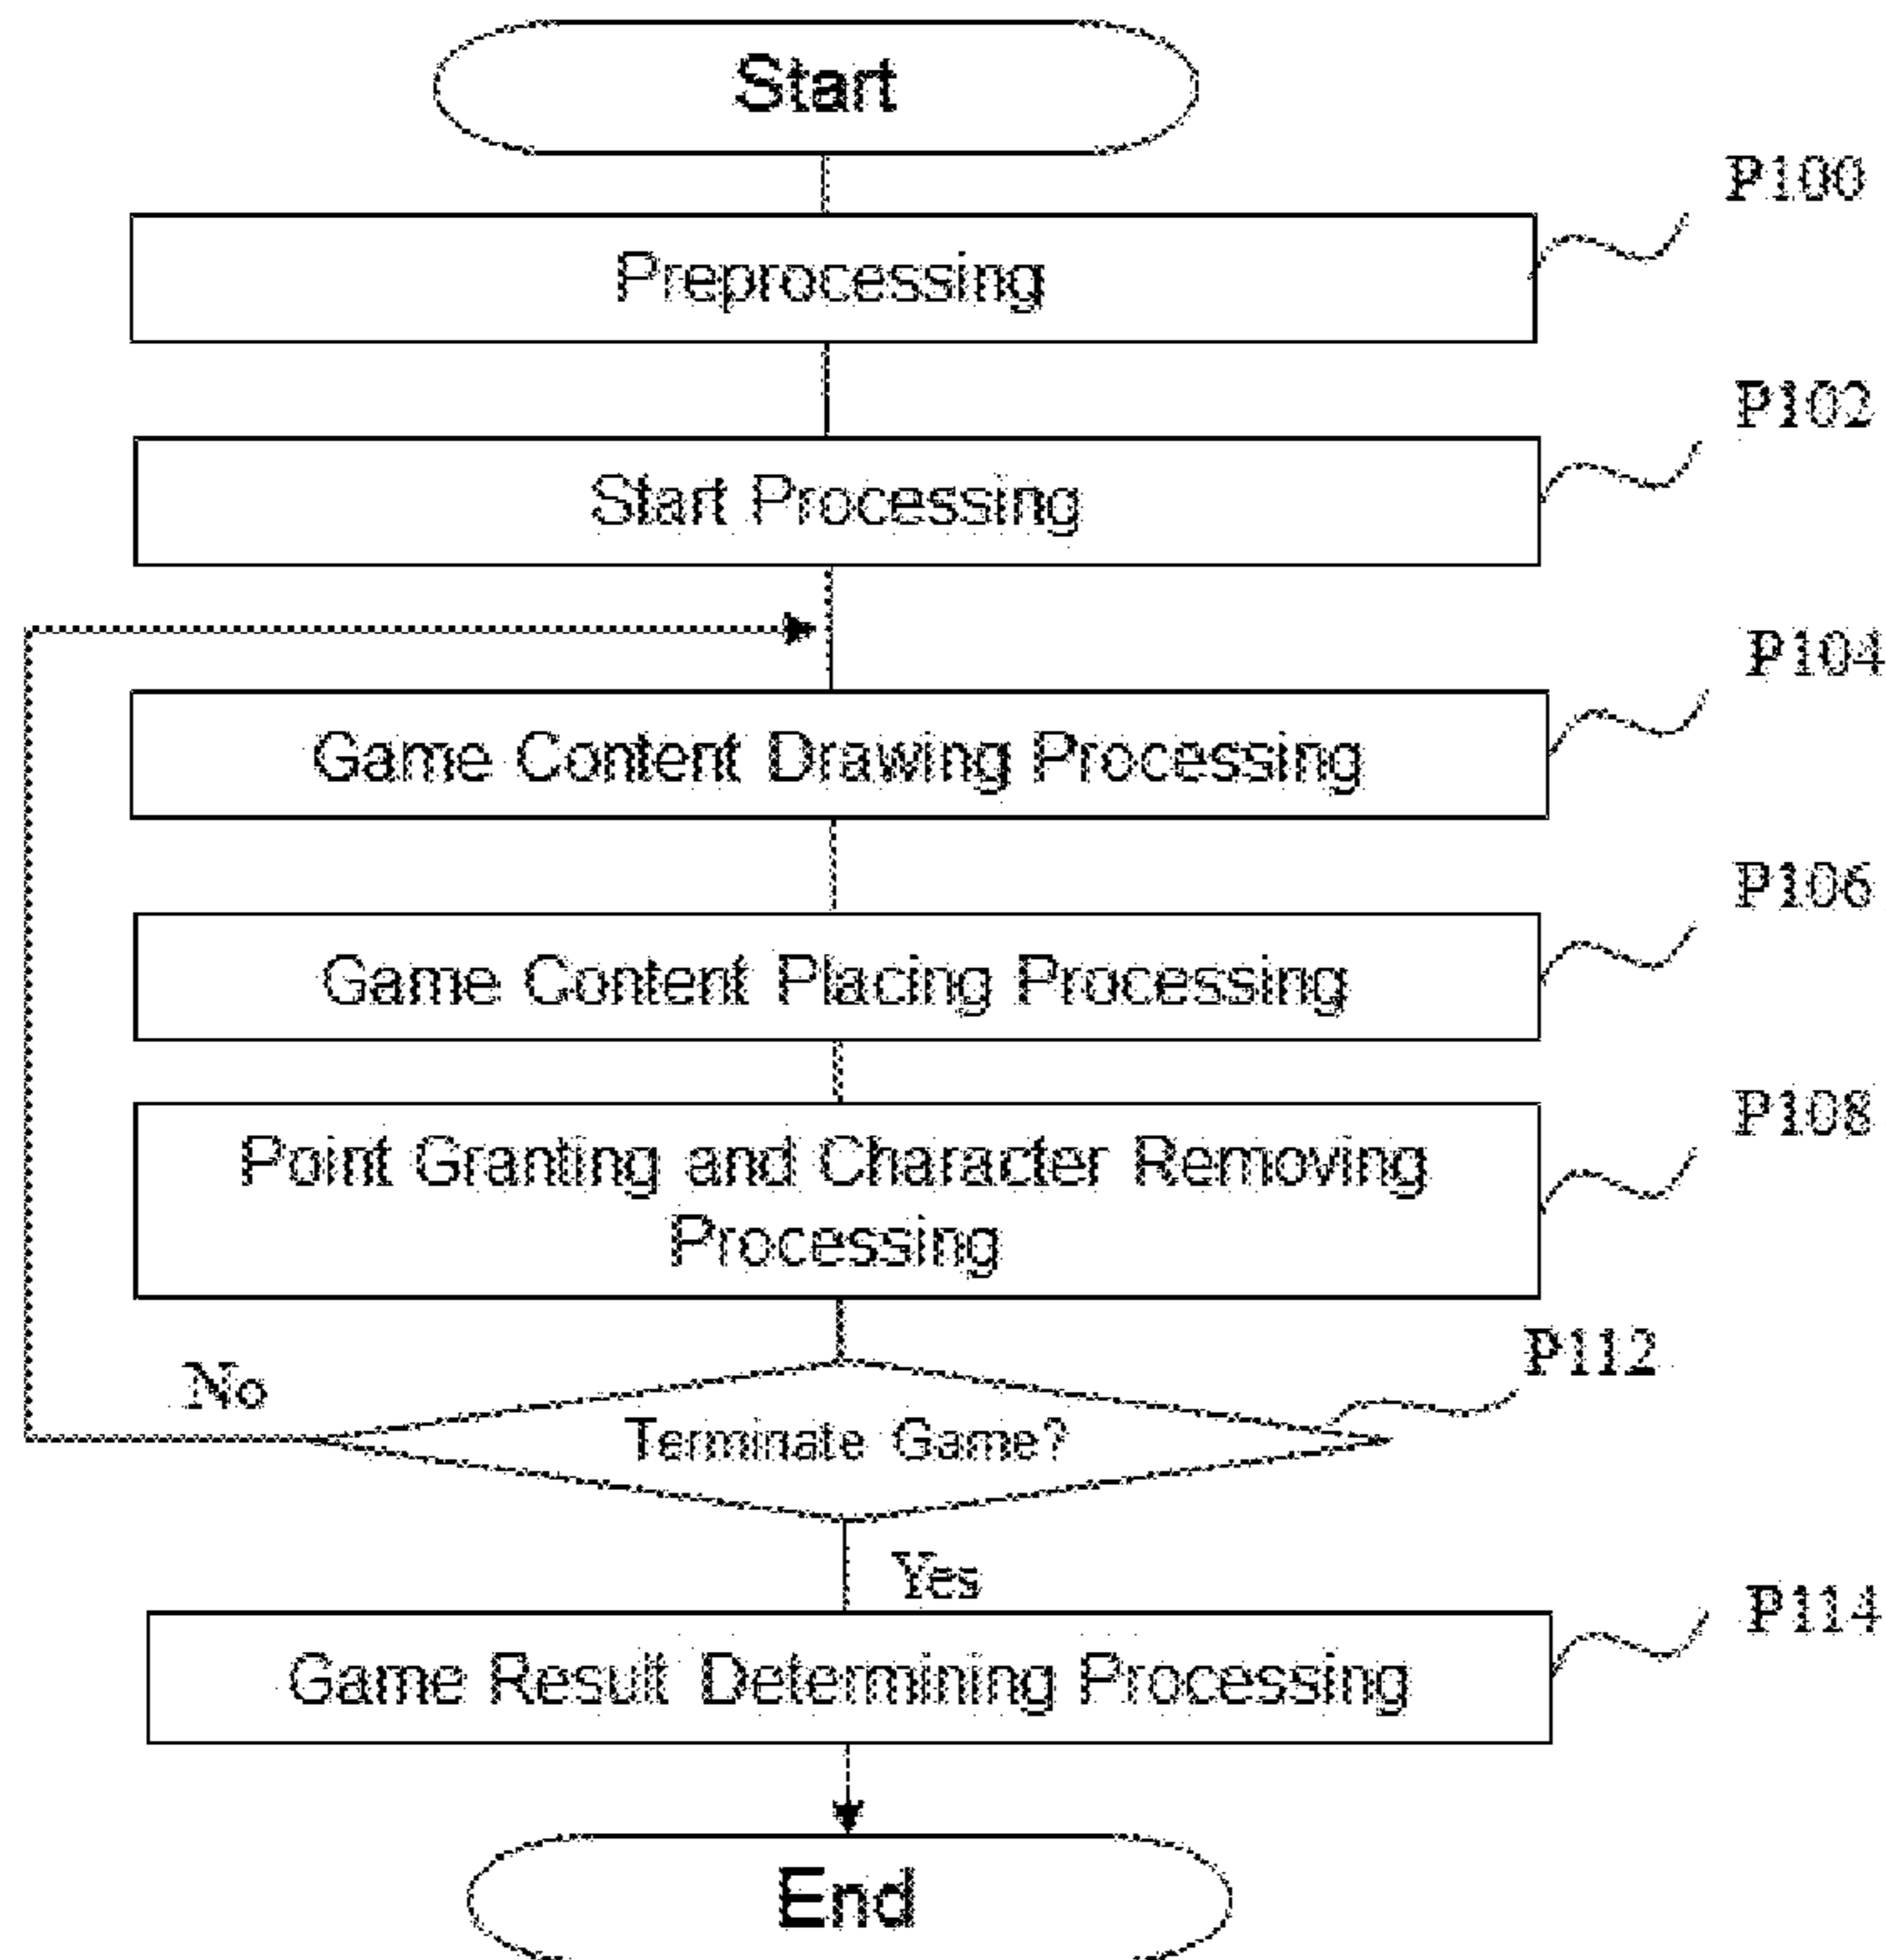 Start
P100
Preprocessing
P102
Start Processing
P104
Game Content Drawing Processing
P106
Game Content Placing Processing
P108
Point Granting and Character Removing
Processing
P112
No
Terminate Game?
Yes
P114
Game Result Determining Processing
End